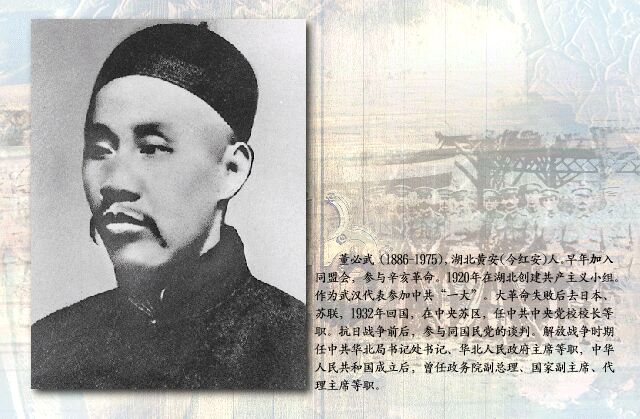 董必武（1886-1975），湖北黄安(今红安)人。早年加入
同盟会，参与辛亥革命。1920年在湖北创建共产主义小组。
作为武汉代表参加中共“一大”。大革命失败后去日本、
苏联，1932年回国，在中央苏区，任中共中央党校校长等
职。抗日战争前后，参与同国民党的谈判。解放战争时期
任中共华北局书记处书记、华北人民政府主席等职，中华
人民共和国成立后，曾任政务院副总理、国家副主席、代
理主席等职。